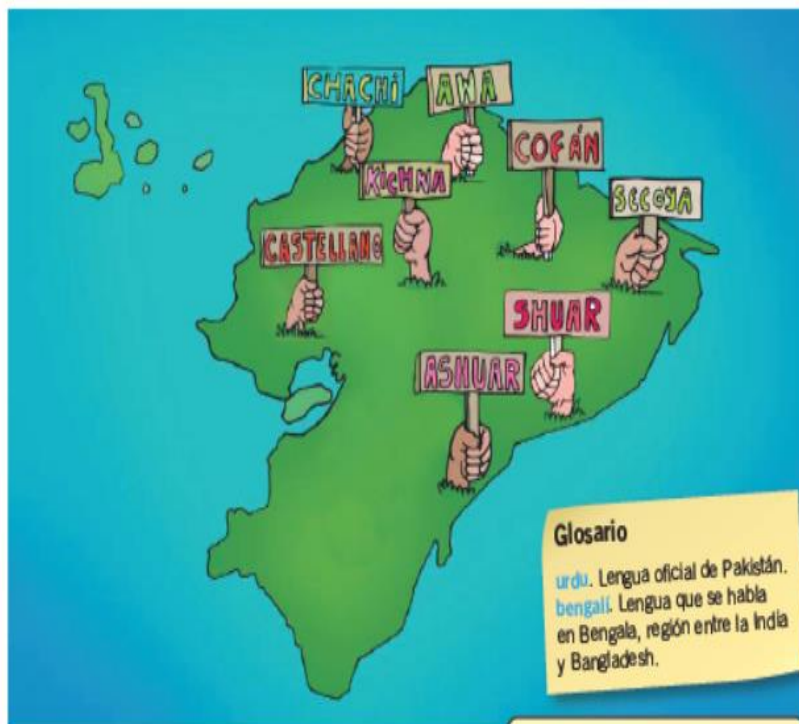 CHACHI
AWA
COFÁN
KICHWA
SECOYA
CASTELLANO
SHUAR
ASHUAR
Glosario
urdu. Lengua oficial de Pakistán.
bengalí. Lengua que se habla
en Bengala, región entre la India
y Bangladesh.